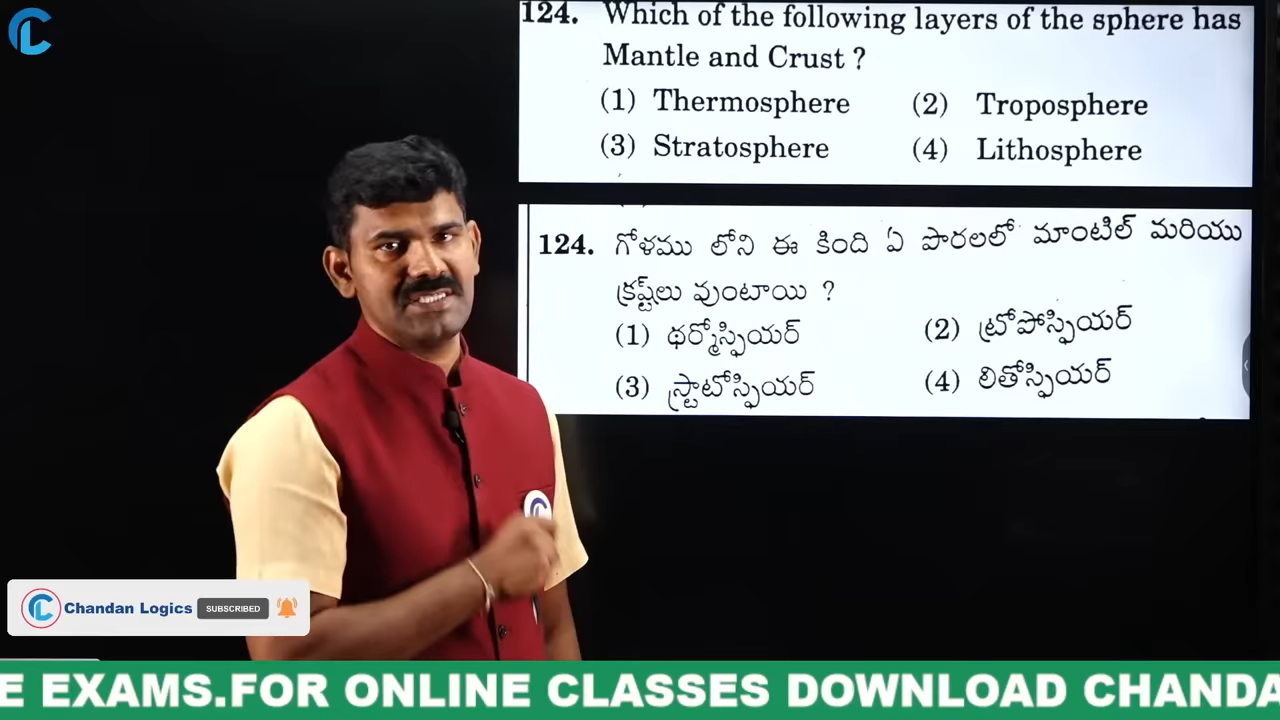 124. Which of the following layers of the sphere has
Mantle and Crust ?
(1) Thermosphere (2) Troposphere
(3) Stratosphere (4) Lithosphere
124. గోళము లోని ఈ కింది ఏ పొరలలో మాంటిల్ మరియు
క్రష్ట్‌లు వుంటాయి ?
(1) థర్మోస్ఫియర్ (2) ట్రోపోస్ఫియర్
(3) స్ట్రాటోస్ఫియర్ (4) లితోస్ఫియర్
Chandan Logics SUBSCRIBED
E EXAMS.FOR ONLINE CLASSES DOWNLOAD CHANDA